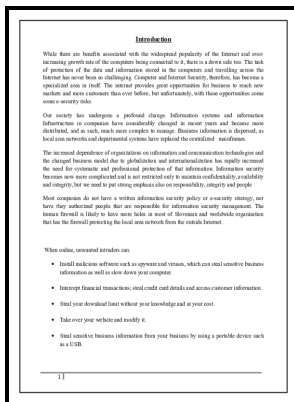 Introduction
While there are benefits associated with the widespread popularity of the Internet and over-
increasing growth rate of the computers being connected to it, there is a down side too. The task
of protection of the data and information stored in the computers and travelling across the
Internet has never been so challenging. Computer and Internet Security, therefore, has become a
specialized area in itself. The internet provides great opportunities for business to reach new
markets and more customers than ever before, but unfortunately, with those opportunities come
some e-security risks.
Our society has undergone a profound change. Information systems and information
Infrastructure in companies have considerably changed in recent years and became more
distributed, and as such, reach more complex to manage. Business information is dispersed, as
local area networks and departmental systems have replaced the centralized mainframes.
The increased dependence of organizations on information and communication technologies and
the changed business model due to globalization and internationalization has rapidly increased
the need for systematic and professional protection of that information. Information security
becomes now more complicated and is not restricted only to maintain confidentiality, availability
and integrity, but we need to put strong emphasis also on responsibility, integrity and people
Most companies do not have a written information security policy or e-security strategy, nor
have they authorized people that are responsible for information security management. The
human firewall is likely to have more holes in most of Slovenian and worldwide organisation
that has the firewall protecting the local area network from the outside Internet.
When online, unwanted intruders can:
• Install malicious software such as spyware and viruses, which can steal sensitive business
information as well as slow down your computer.
• Intercept financial transactions; steal credit card details and access customer information.
• Steal your download limit without your knowledge and at your cost.
• Take over your website and modify it.
• Steal sensitive business information from your business by using a portable device such
as a USB.
1 |